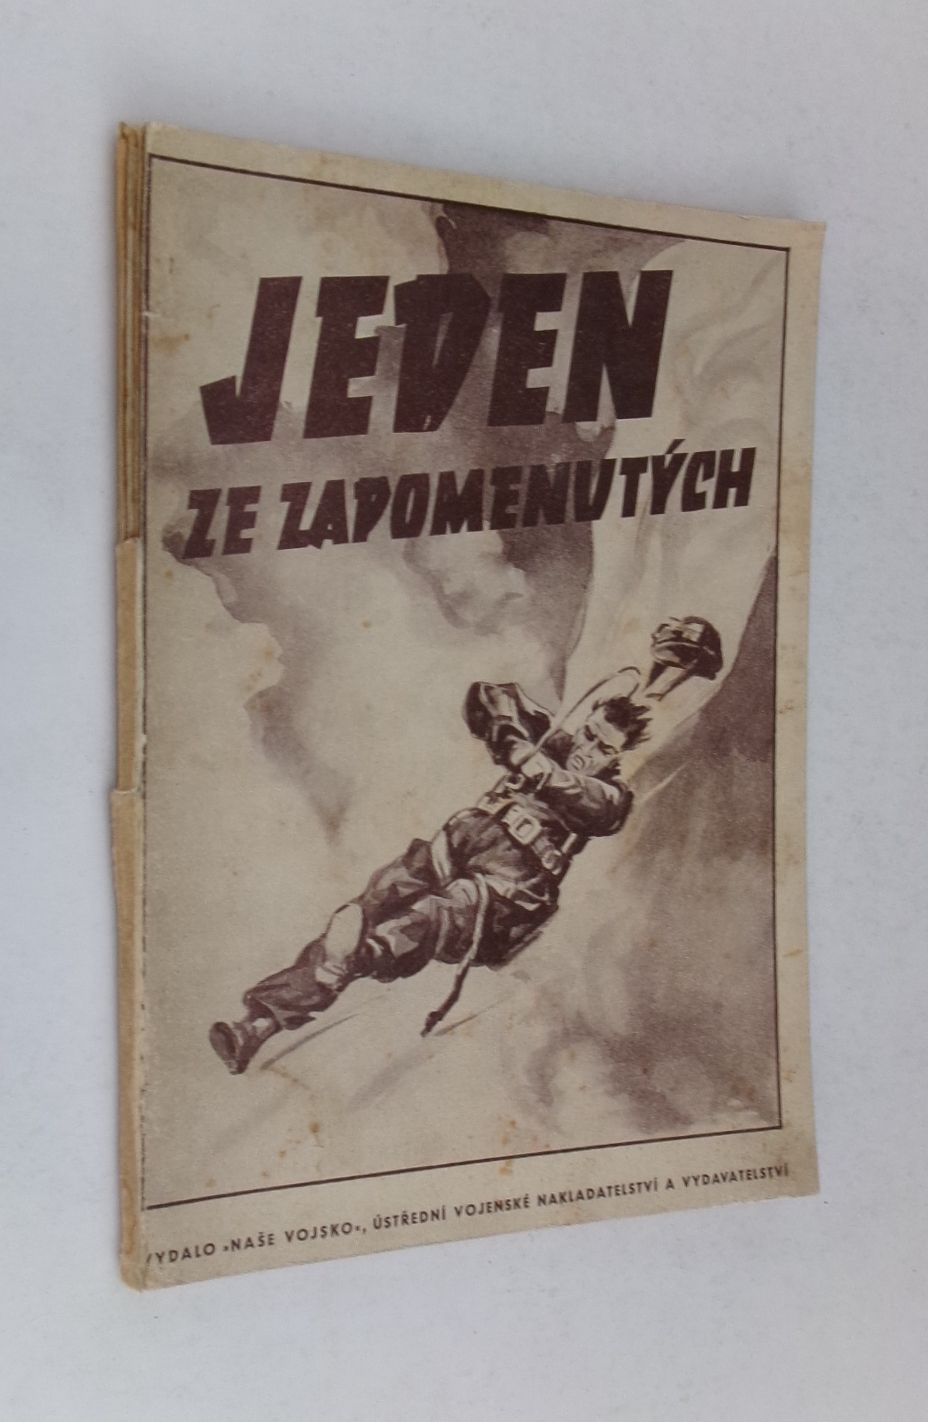 JEDEN
ZE ZAPOMENUTÝCH
VYDALO »NAŠE VOJSKO«, ÚSTŘEDNÍ VOJENSKÉ NAKLADATELSTVÍ A VYDAVATELSTVÍ